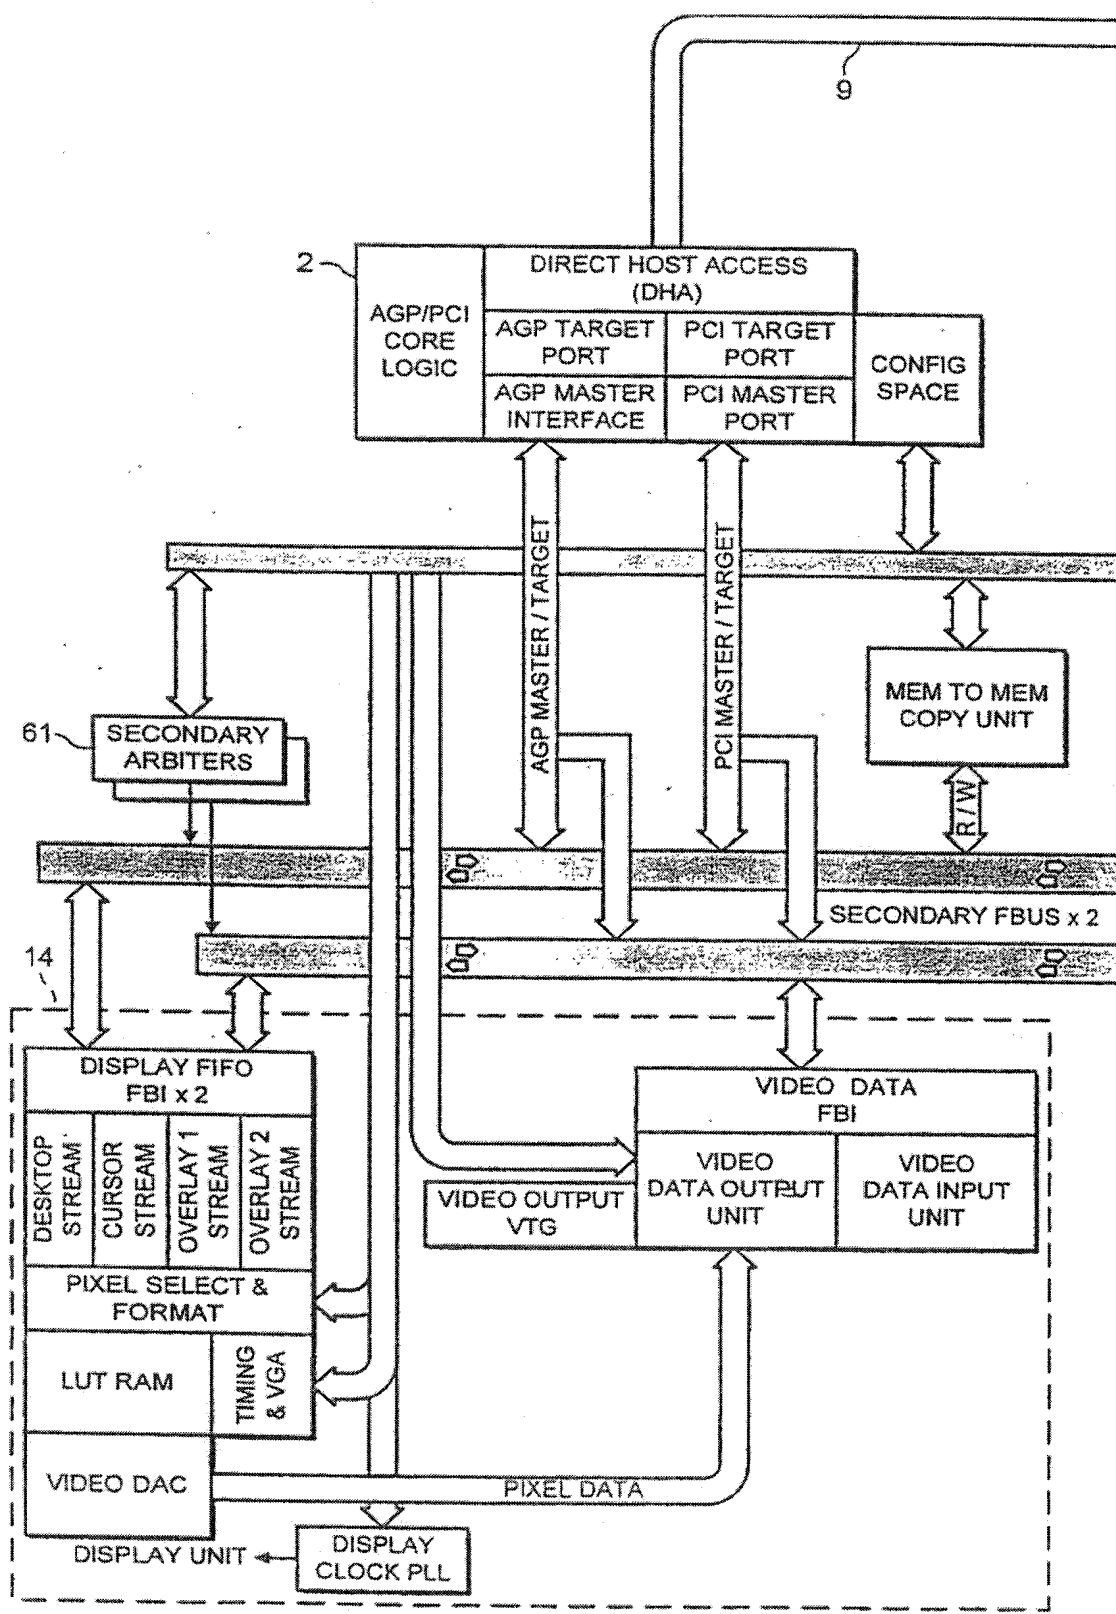 9
2
DIRECT HOST ACCESS
(DHA)
AGP/PCI
CORE
LOGIC
AGP TARGET
PORT
PCI TARGET
PORT
CONFIG
SPACE
AGP MASTER
INTERFACE
PCI MASTER
PORT
AGP MASTER / TARGET
PCI MASTER / TARGET
MEM TO MEM
COPY UNIT
61
SECONDARY
ARBITERS
R / W
SECONDARY FBUS x 2
14
DISPLAY FIFO
FBI x 2
VIDEO DATA
FBI
DESKTOP
STREAM
CURSOR
STREAM
OVERLAY 1
STREAM
OVERLAY 2
STREAM
VIDEO OUTPUT
VTG
VIDEO
DATA OUTPUT
UNIT
VIDEO
DATA INPUT
UNIT
PIXEL SELECT &
FORMAT
LUT RAM
TIMING
& VGA
VIDEO DAC
PIXEL DATA
DISPLAY UNIT
DISPLAY
CLOCK PLL